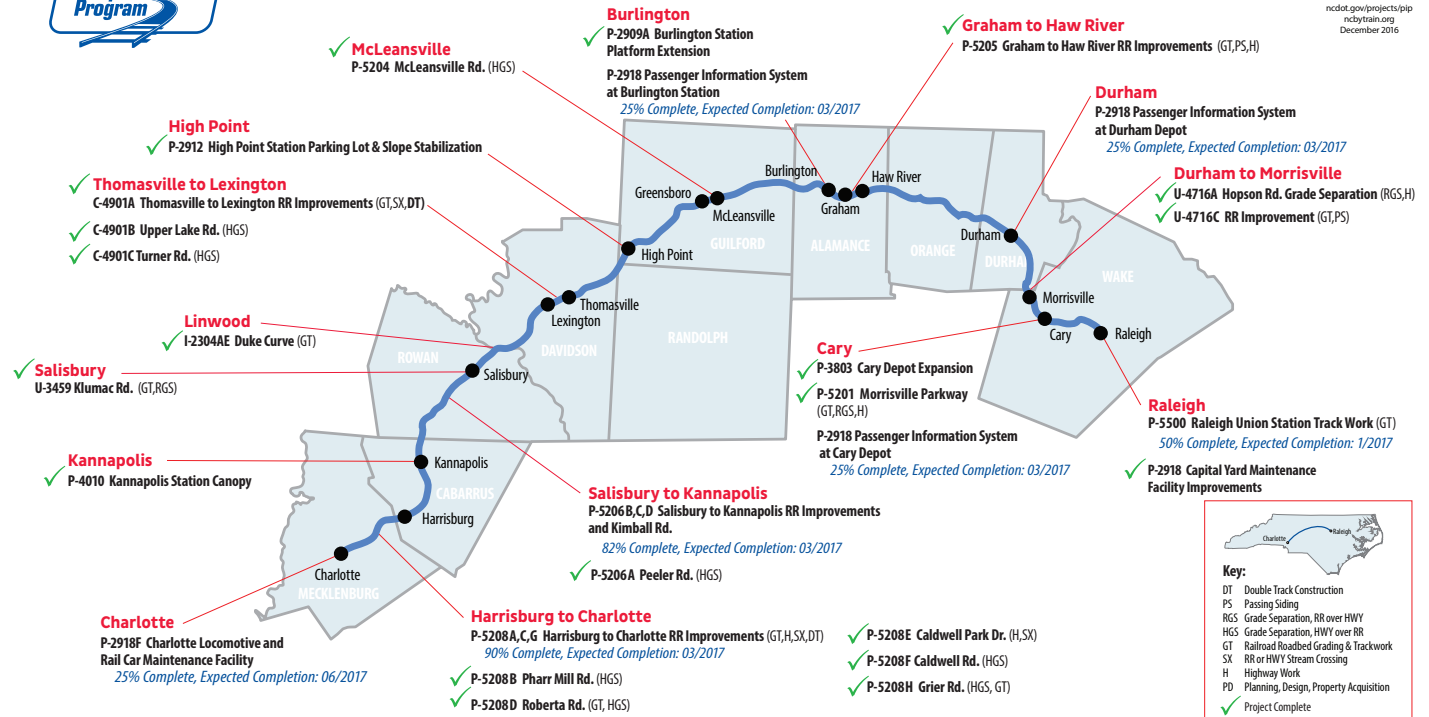 Program
ncdot.gov/projects/pip
ncbytrain.org
December 2016
Burlington
P-2909A Burlington Station
Platform Extension
P-2918 Passenger Information System
at Burlington Station
25% Complete, Expected Completion: 03/2017
Graham to Haw River
P-5205 Graham to Haw River RR Improvements (GT,PS,H)
McLeansville
P-5204 McLeansville Rd. (HGS)
Durham
P-2918 Passenger Information System
at Durham Depot
25% Complete, Expected Completion: 03/2017
High Point
P-2912 High Point Station Parking Lot & Slope Stabilization
Durham to Morrisville
U-4716A Hopson Rd. Grade Separation (RGS,H)
U-4716C RR Improvement (GT,PS)
Thomasville to Lexington
C-4901A Thomasville to Lexington RR Improvements (GT,SX,DT)
C-4901B Upper Lake Rd. (HGS)
C-4901C Turner Rd. (HGS)
Linwood
I-2304AE Duke Curve (GT)
Salisbury
U-3459 Klumac Rd. (GT,RGS)
Kannapolis
P-4010 Kannapolis Station Canopy
Greensboro
McLeansville
Burlington
Graham
Haw River
Durham
High Point
Thomasville
Lexington
Salisbury
Kannapolis
Harrisburg
Charlotte
Morrisville
Cary
Raleigh
GUILFORD
ALAMANCE
ORANGE
DURHA
WAKE
RANDOLPH
DAVIDSON
ROWAN
CABARRUS
MECKLENBURG
Cary
P-3803 Cary Depot Expansion
P-5201 Morrisville Parkway
(GT,RGS,H)
P-2918 Passenger Information System
at Cary Depot
25% Complete, Expected Completion: 03/2017
Raleigh
P-5500 Raleigh Union Station Track Work (GT)
50% Complete, Expected Completion: 1/2017
P-2918 Capital Yard Maintenance
Facility Improvements
Salisbury to Kannapolis
P-5206B,C,D Salisbury to Kannapolis RR Improvements
and Kimball Rd.
82% Complete, Expected Completion: 03/2017
P-5206A Peeler Rd. (HGS)
Charlotte
P-2918F Charlotte Locomotive and
Rail Car Maintenance Facility
25% Complete, Expected Completion: 06/2017
Harrisburg to Charlotte
P-5208A,C,G Harrisburg to Charlotte RR Improvements (GT,H,SX,DT)
90% Complete, Expected Completion: 03/2017
P-5208B Pharr Mill Rd. (HGS)
P-5208D Roberta Rd. (GT, HGS)
P-5208E Caldwell Park Dr. (H,SX)
P-5208F Caldwell Rd. (HGS)
P-5208H Grier Rd. (HGS, GT)
Charlotte
Raleigh
Key:
DT Double Track Construction
PS Passing Siding
RGS Grade Separation, RR over HWY
HGS Grade Separation, HWY over RR
GT Railroad Roadbed Grading & Trackwork
SX RR or HWY Stream Crossing
H Highway Work
PD Planning, Design, Property Acquisition
Project Complete